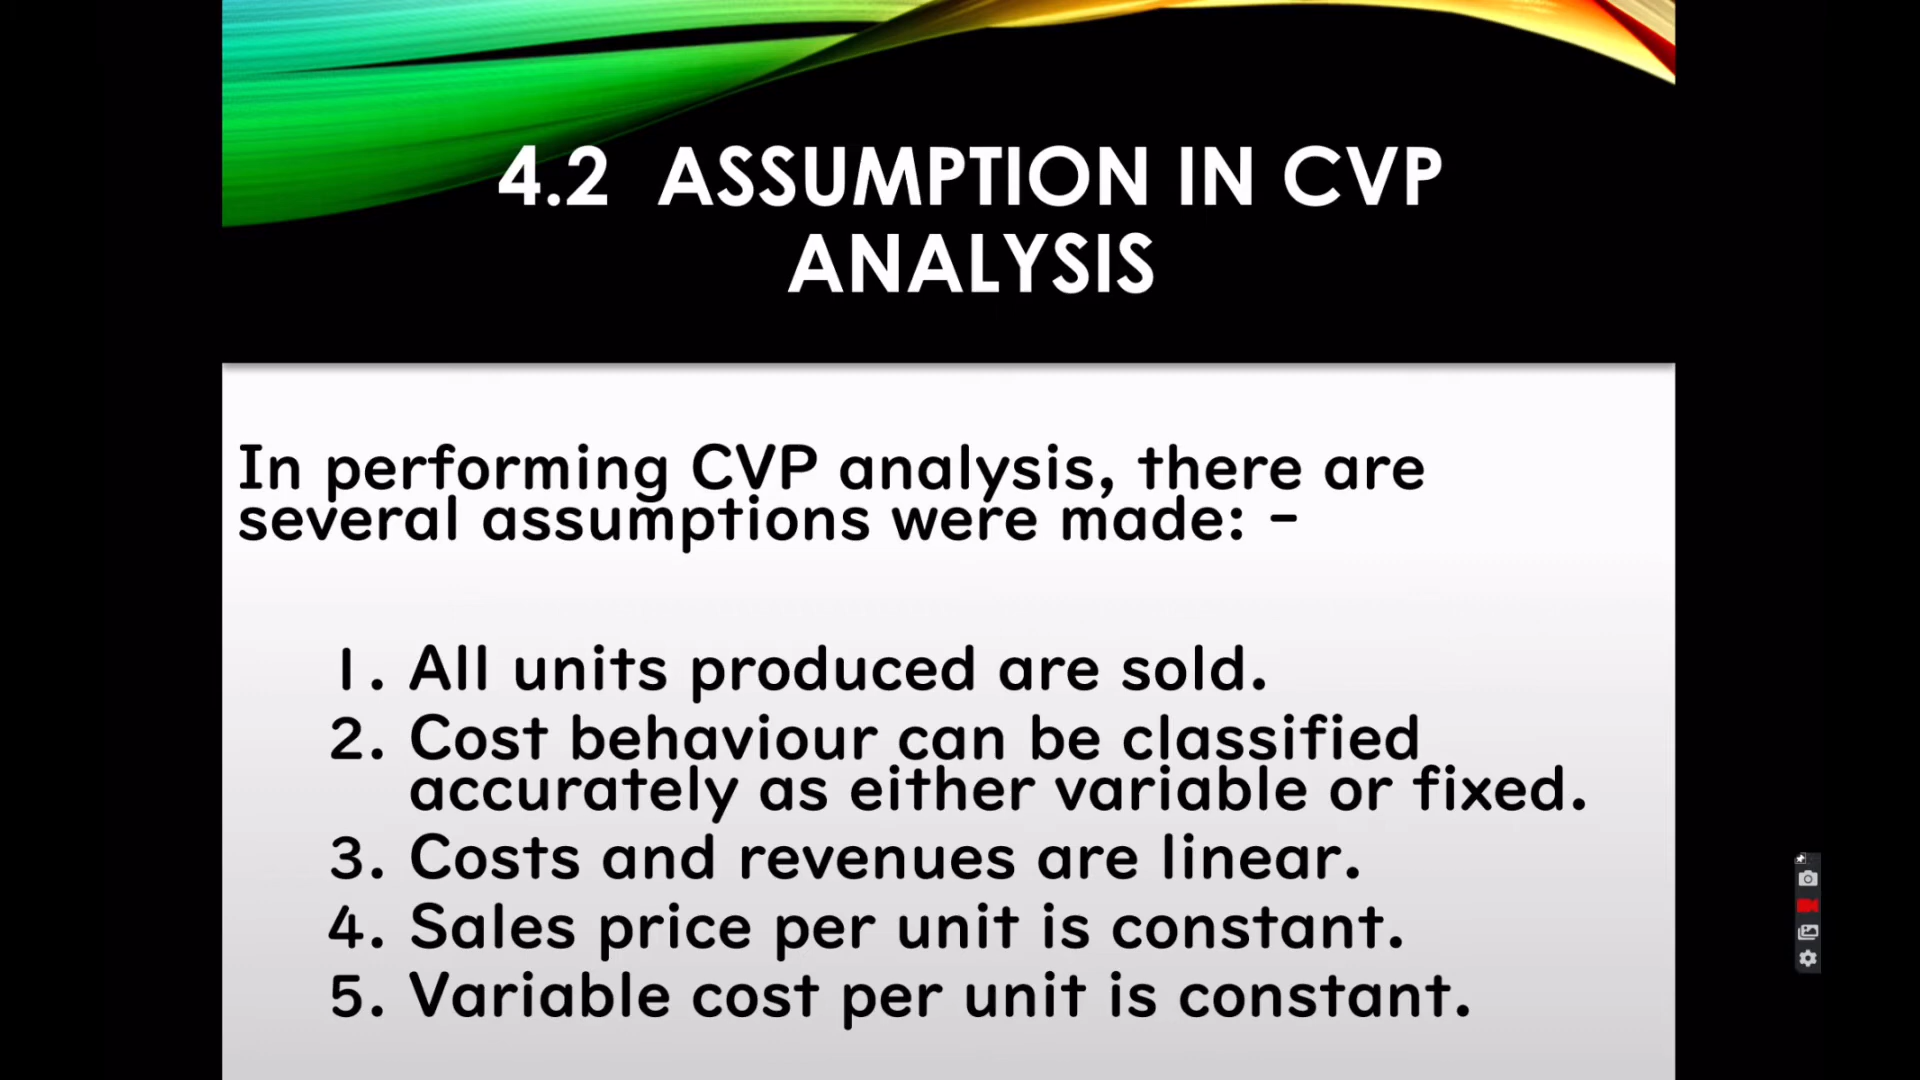 4.2 ASSUMPTION IN CVP
ANALYSIS
In performing CVP analysis, there are
several assumptions were made: -
1. All units produced are sold.
2. Cost behaviour can be classified
accurately as either variable or fixed.
3. Costs and revenues are linear.
4. Sales price per unit is constant.
5. Variable cost per unit is constant.